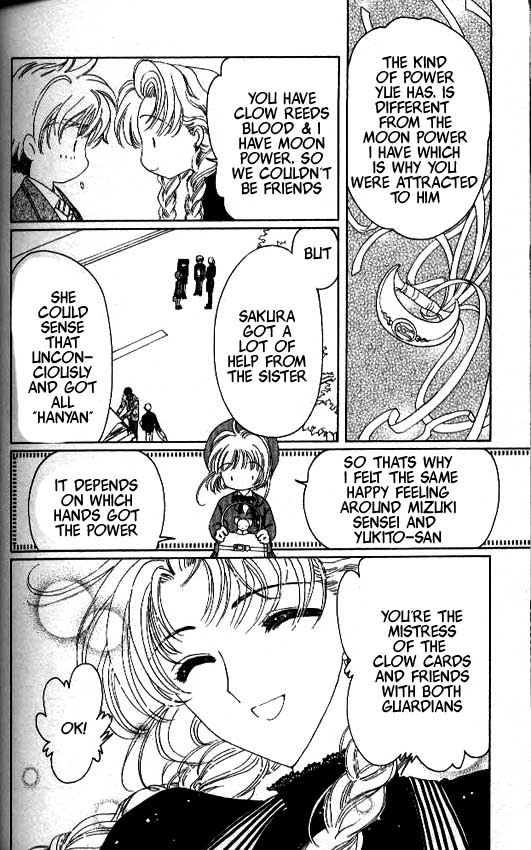 THE KIND
OF POWER
YUE HAS. IS
DIFFERENT
FROM THE
MOON POWER
I HAVE WHICH
IS WHY YOU
WERE ATTRACTED
TO HIM
YOU HAVE
CLOW REEDS
BLOOD & I
HAVE MOON
POWER. SO
WE COULDN'T
BE FRIENDS
BUT
SAKURA
GOT A
LOT OF
HELP FROM
THE SISTER
SHE
COULD
SENSE
THAT
UNCON-
CIOUSLY
AND GOT
ALL
"HANYAN"
SO THATS WHY
I FELT THE SAME
HAPPY FEELING
AROUND MIZUKI
SENSEI AND
YUKITO-SAN
IT DEPENDS
ON WHICH
HANDS GOT
THE POWER
YOU'RE THE
MISTRESS
OF THE
CLOW CARDS
AND FRIENDS
WITH BOTH
GUARDIANS
OK!